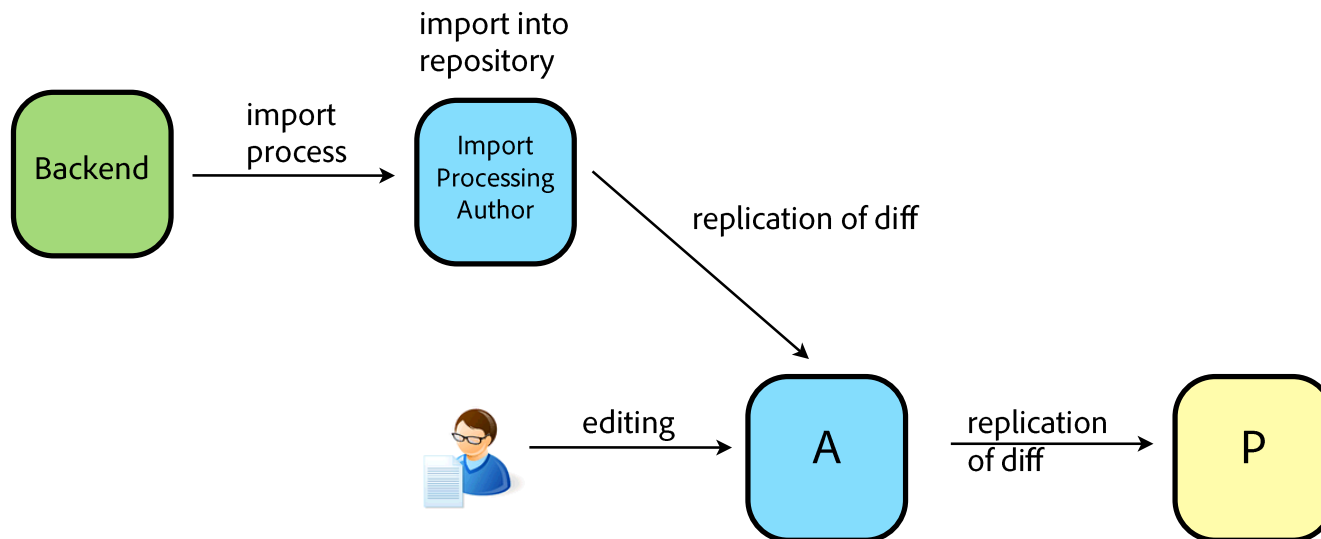 import into
repository
Backend
import
process
Import
Processing
Author
replication of diff
editing
A
replication
of diff
P